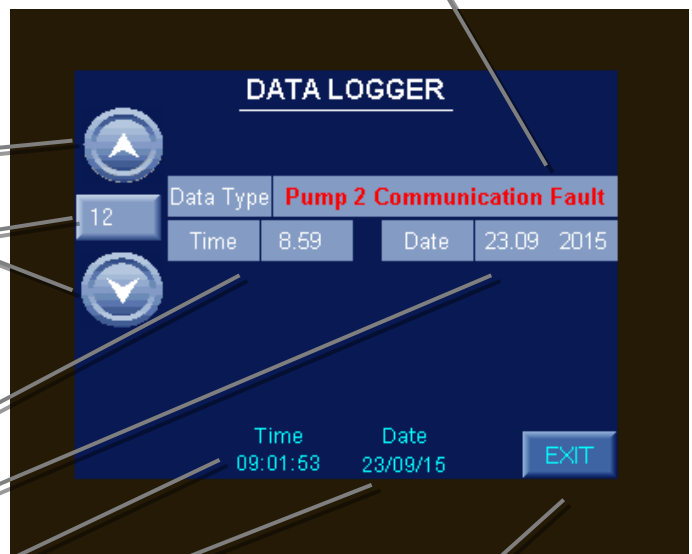 DATA LOGGER
Data Type Pump 2 Communication Fault
12
Time 8.59 Date 23.09 2015
Time Date
09:01:53 23/09/15
EXIT